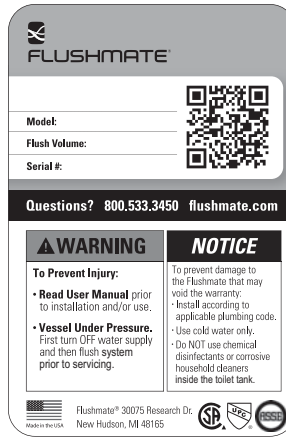 FLUSHMATE®
Model:
Flush Volume:
Serial #:
Questions? 800.533.3450 flushmate.com
WARNING
To Prevent Injury:
• Read User Manual prior
to installation and/or use.
• Vessel Under Pressure.
First turn OFF water supply
and then flush system
prior to servicing.
NOTICE
To prevent damage to
the Flushmate that may
void the warranty:
• Install according to
applicable plumbing code.
• Use cold water only.
• Do NOT use chemical
disinfectants or corrosive
household cleaners
inside the toilet tank.
Made in the USA
Flushmate® 30075 Research Dr.
New Hudson, MI 48165
SA
UPC
®
ASSE